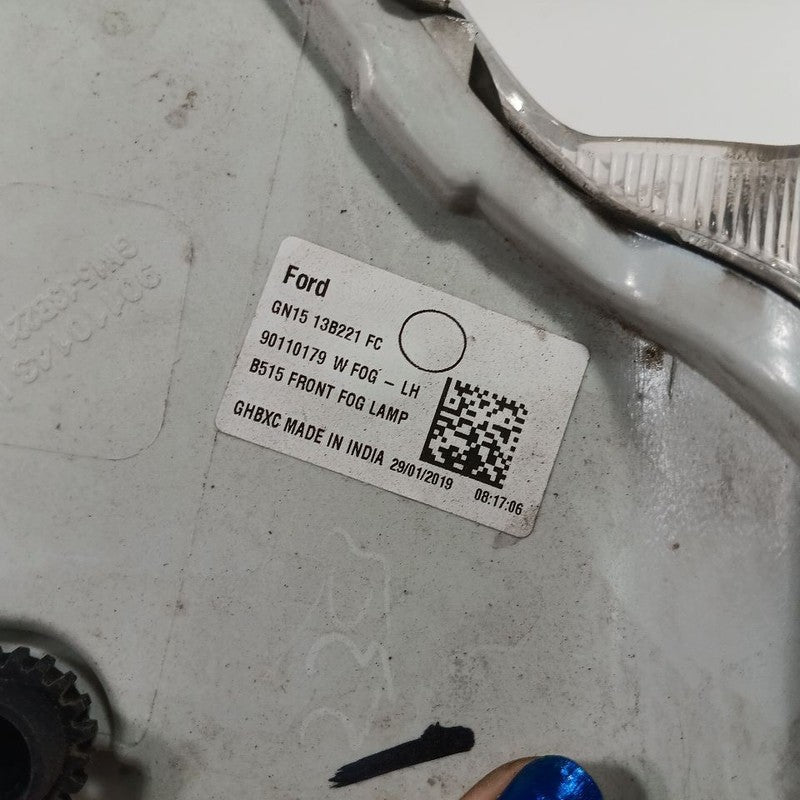 Ford
GN15 13B221 FC
90110179 W FOG - LH
B515 FRONT FOG LAMP
GHBXC MADE IN INDIA 29/01/2019 08:17:06